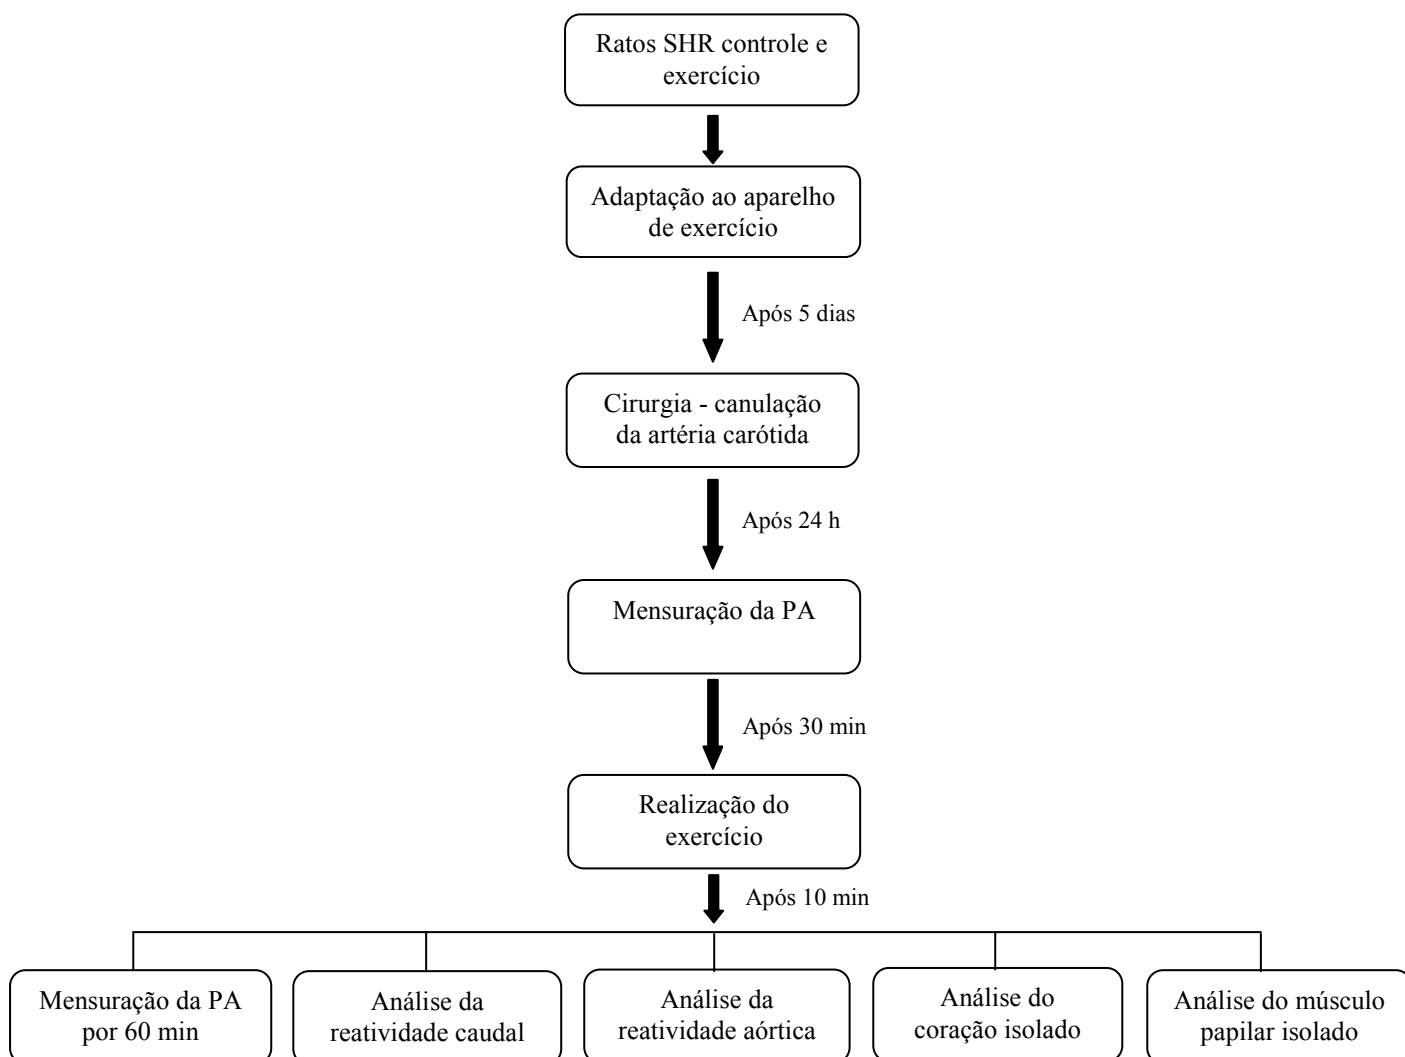 Ratos SHR controle e
exercício
Adaptação ao aparelho
de exercício
Após 5 dias
Cirurgia - canulação
da artéria carótida
Após 24 h
Mensuração da PA
Após 30 min
Realização do
exercício
Após 10 min
Mensuração da PA
por 60 min
Análise da
reatividade caudal
Análise da
reatividade aórtica
Análise do
coração isolado
Análise do músculo
papilar isolado